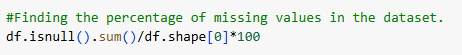 #Finding the percentage of missing values in the dataset.
df.isnull().sum()/df.shape[0]*100